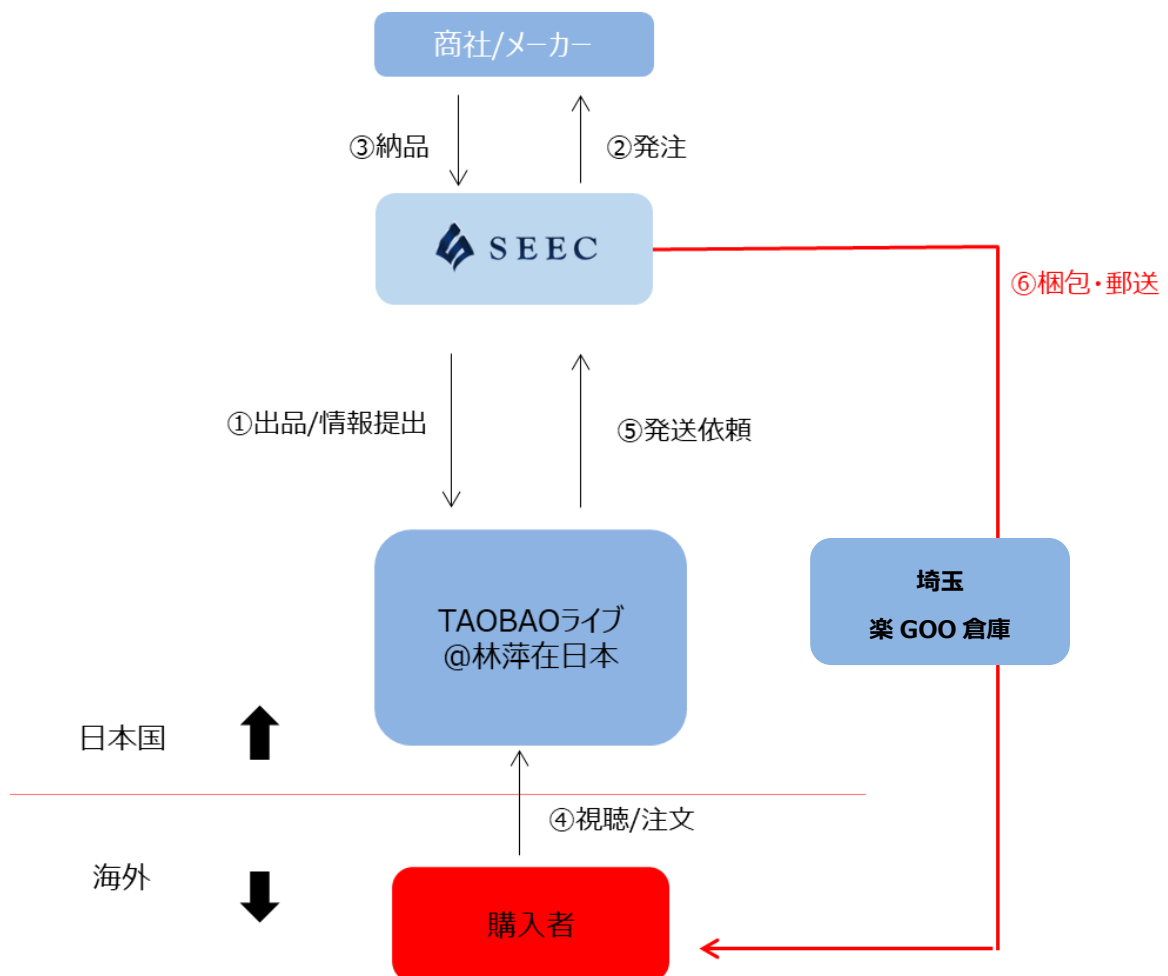 商社/メーカー
③納品
②発注
SEEC
⑥梱包・郵送
①出品/情報提出
⑤発送依頼
TAOBAOライブ
@林萍在日本
埼玉
楽 GOO 倉庫
日本国
④視聴/注文
海外
購入者